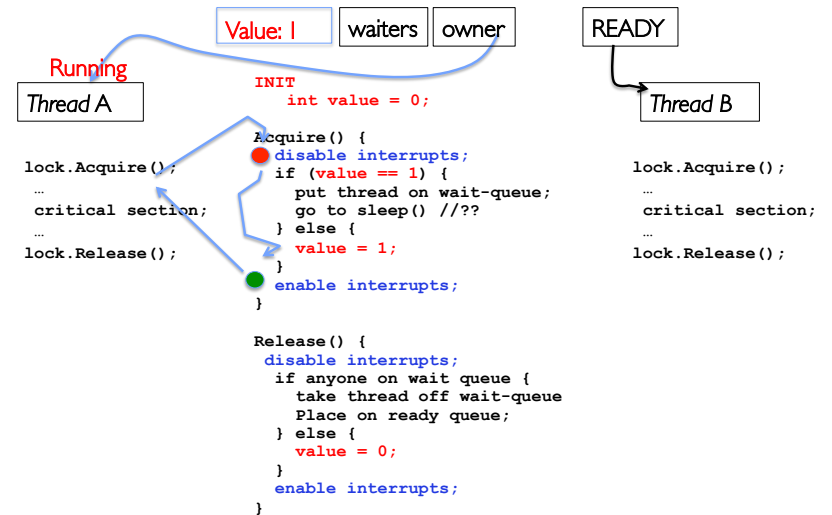 Value: 1 waiters owner READY
Running
Thread A
Thread B
INIT
int value = 0;
Acquire() {
disable interrupts;
if (value == 1) {
put thread on wait-queue;
go to sleep() //??
} else {
value = 1;
}
enable interrupts;
}
Release() {
disable interrupts;
if anyone on wait queue {
take thread off wait-queue
Place on ready queue;
} else {
value = 0;
}
enable interrupts;
}
lock.Acquire();
…
critical section;
…
lock.Release();
lock.Acquire();
…
critical section;
…
lock.Release();